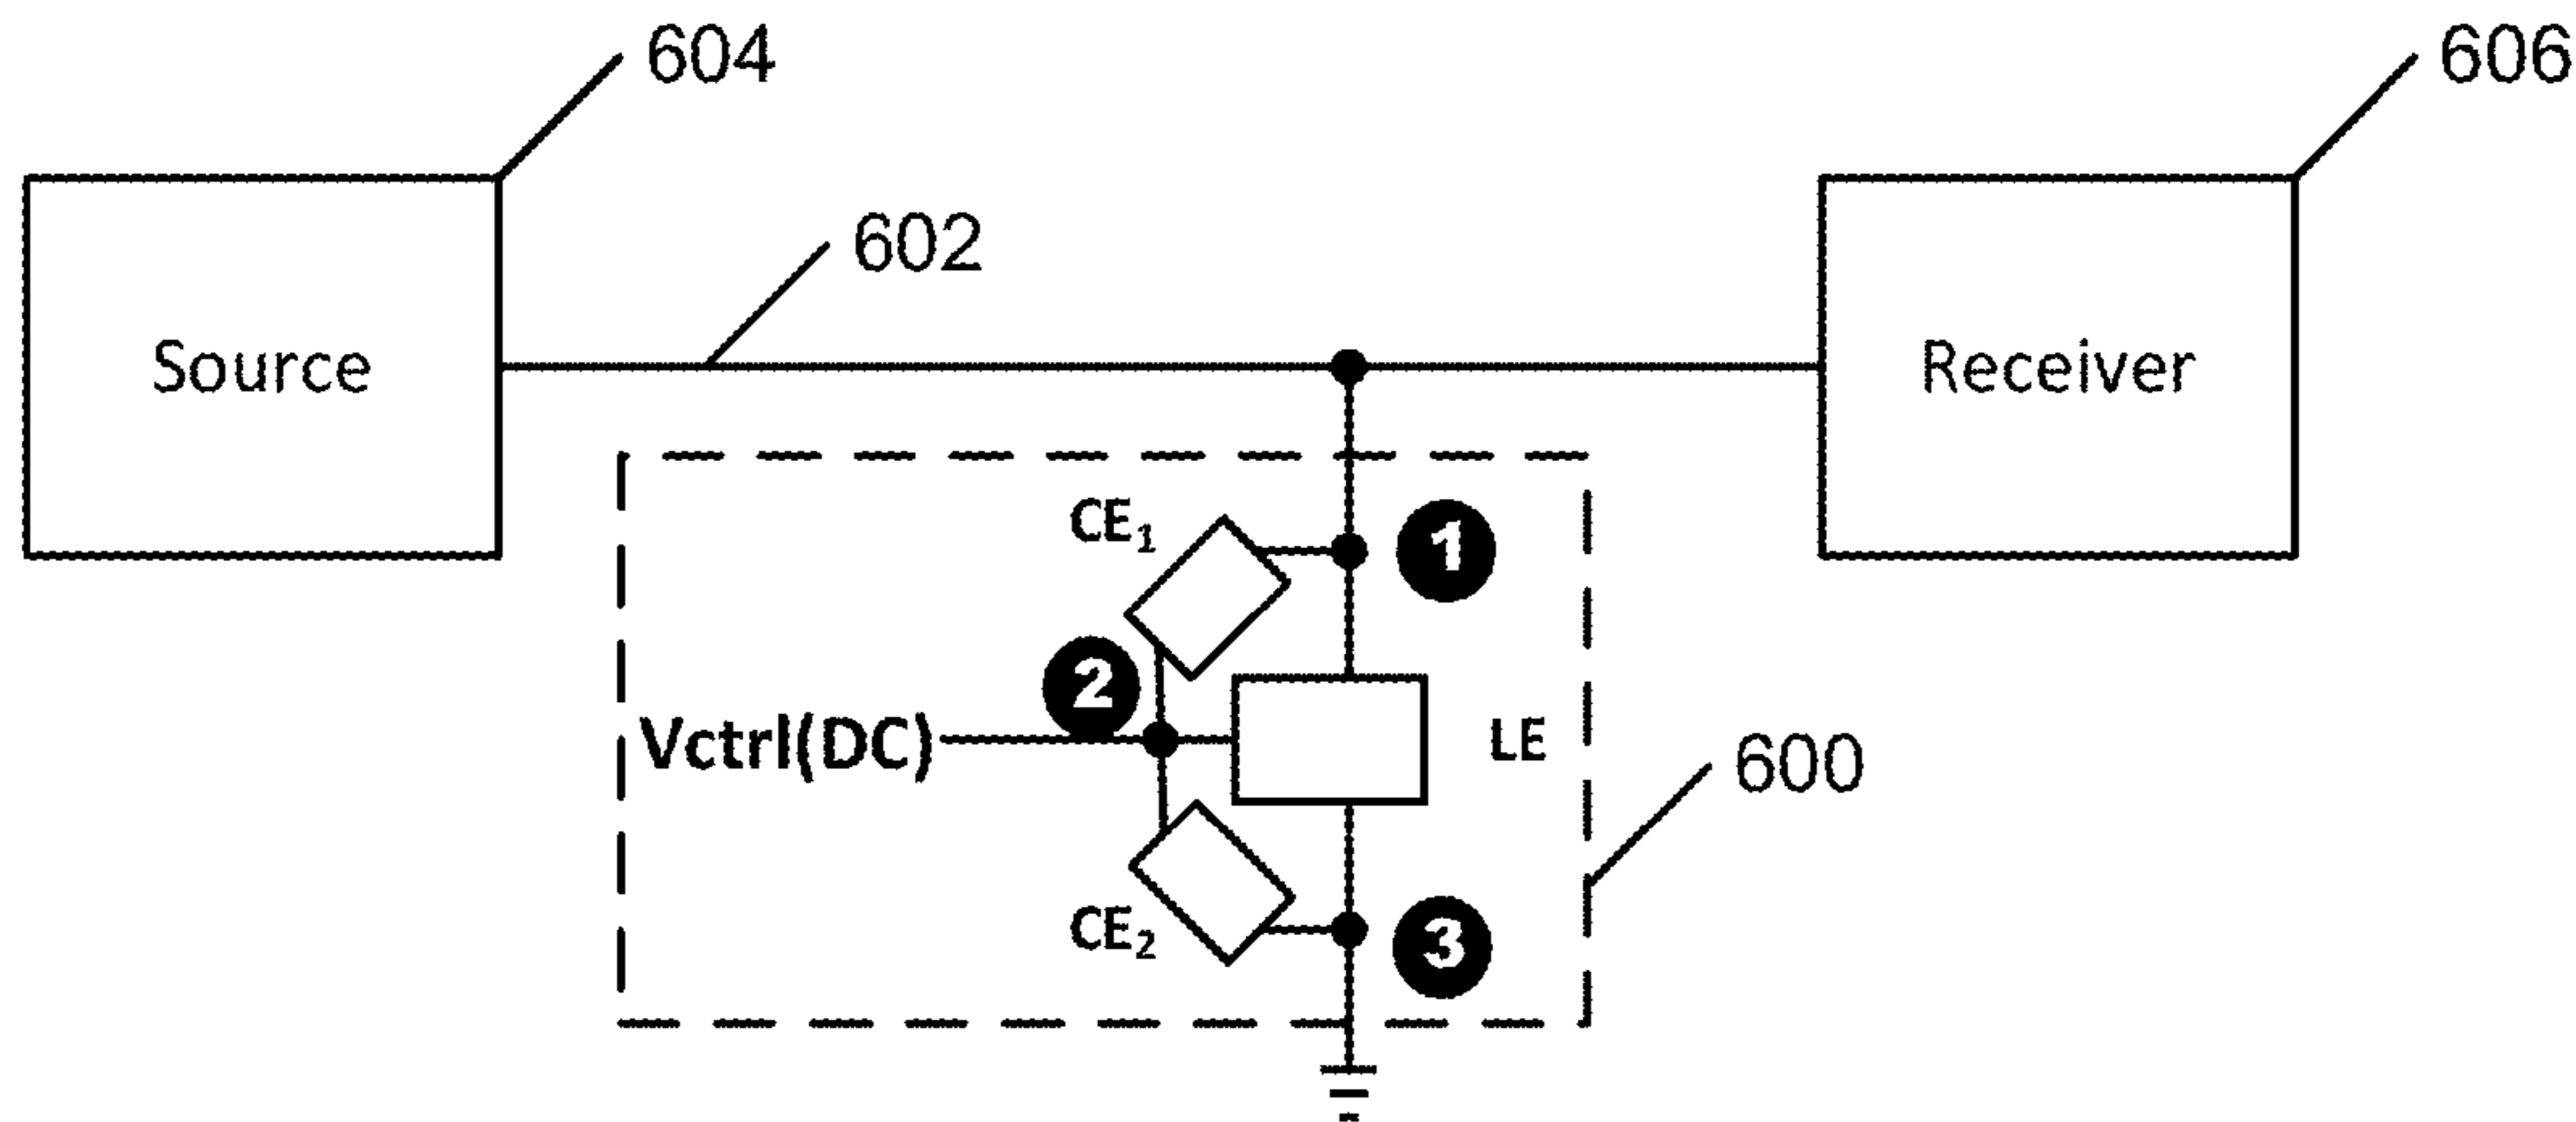 604
606
602
Source
Receiver
CE₁
1
2
Vctrl(DC)
LE
600
CE₂
3